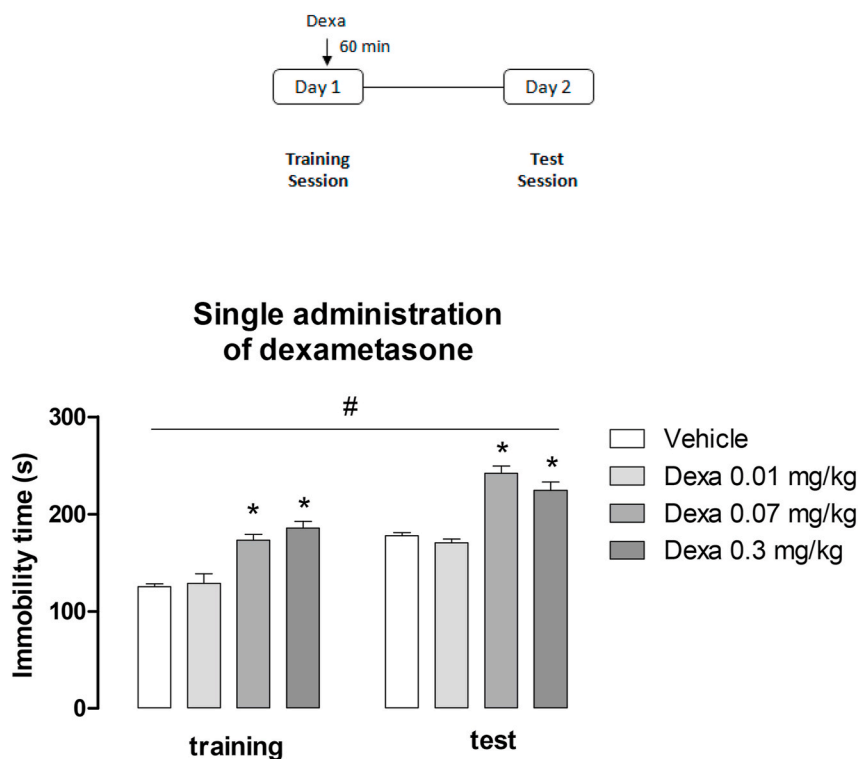 Dexa
60 min
Day 1
Day 2
Training
Session
Test
Session
Single administration
of dexametasone
Immobility time (s)
300
200
100
0
#
*
*
*
*
training
test
Vehicle
Dexa 0.01 mg/kg
Dexa 0.07 mg/kg
Dexa 0.3 mg/kg